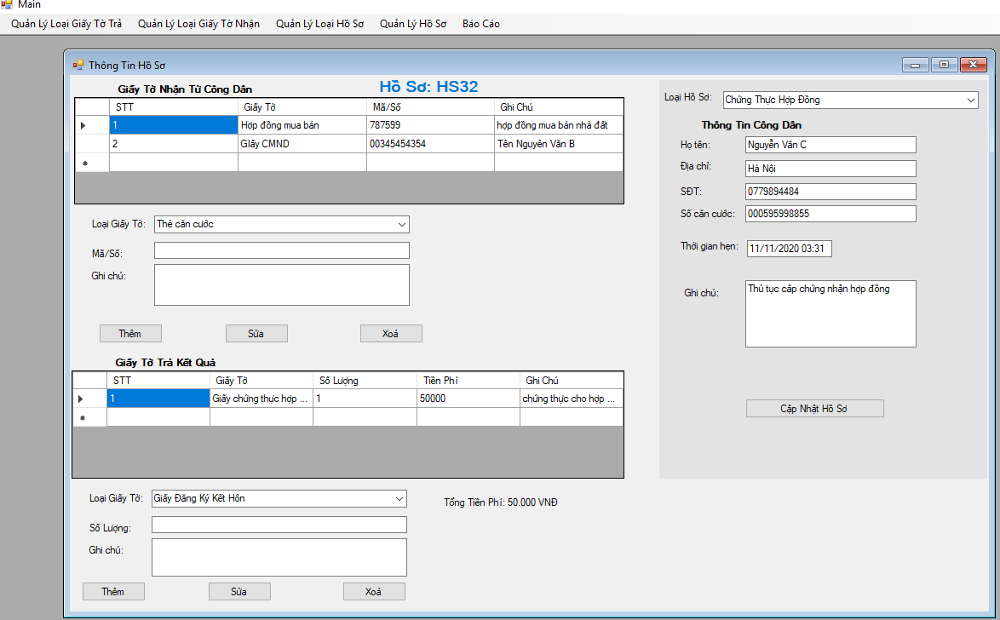 Main
Quản Lý Loại Giấy Tờ Trả Quản Lý Loại Giấy Tờ Nhận Quản Lý Loại Hồ Sơ Quản Lý Hồ Sơ Báo Cáo
Thông Tin Hồ Sơ
Giấy Tờ Nhận Từ Công Dân
Hồ Sơ: HS32
STT Giấy Tờ Mã/Số Ghi Chú
1 Hợp đồng mua bán 787599 hợp đồng mua bán nhà đất
2 GIấy CMND 00345454354 Tên Nguyên Văn B
Loại Giấy Tờ: Thẻ căn cước
Mã/Số:
Ghi chú:
Thêm Sửa Xoá
Giấy Tờ Trả Kết Quả
STT Giấy Tờ Số Lượng Tiền Phí Ghi Chú
1 Giấy chứng thực hợp ... 1 50000 chứng thực cho hợp ...
Loại Giấy Tờ: Giấy Đăng Ký Kết Hôn
Tổng Tiền Phí: 50.000 VNĐ
Số Lượng:
Ghi chú:
Thêm Sửa Xoá
Loại Hồ Sơ: Chứng Thực Hợp Đồng
Thông Tin Công Dân
Họ tên: Nguyễn Văn C
Địa chỉ: Hà Nội
SĐT: 0779894484
Số căn cước: 000595998855
Thời gian hẹn: 11/11/2020 03:31
Ghi chú: Thủ tục câp chứng nhận hợp đồng
Cập Nhật Hồ Sơ